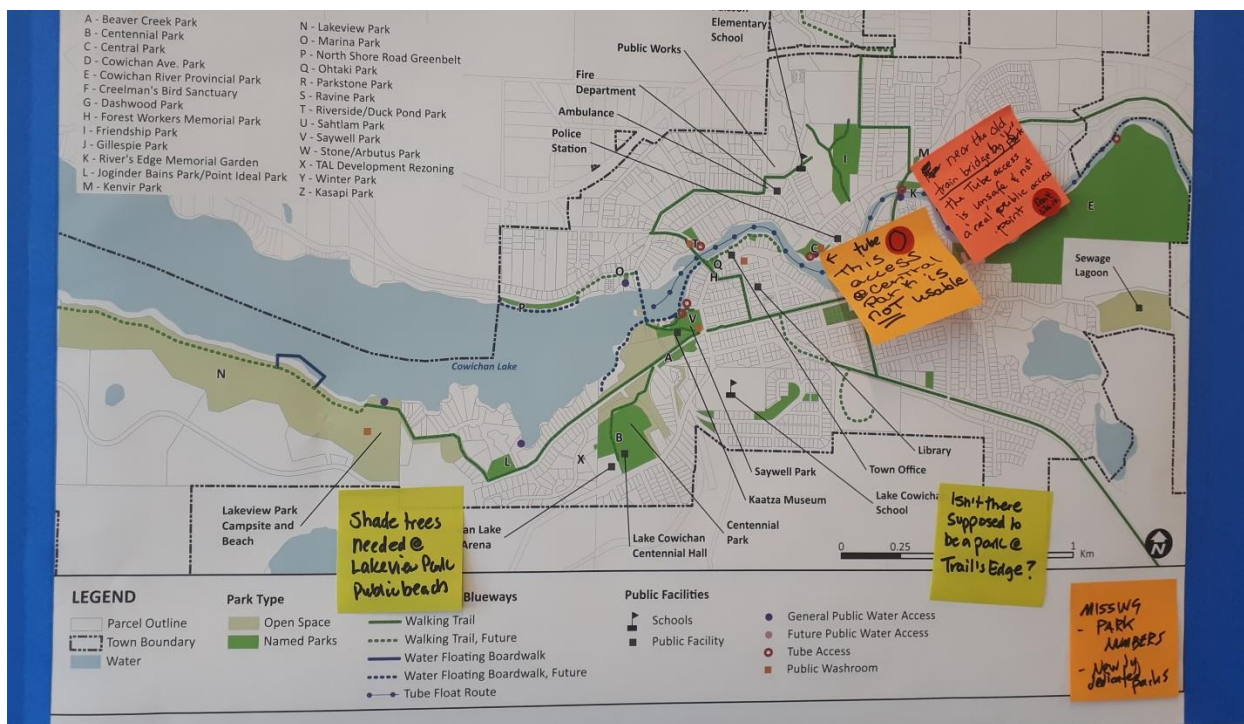 A - Beaver Creek Park
B - Centennial Park
C - Central Park
D - Cowichan Ave. Park
E - Cowichan River Provincial Park
F - Creelman's Bird Sanctuary
G - Dashwood Park
H - Forest Workers Memorial Park
I - Friendship Park
J - Gillespie Park
K - River's Edge Memorial Garden
L - Joginder Bains Park/Point Ideal Park
M - Kenvir Park
N - Lakeview Park
O - Marina Park
P - North Shore Road Greenbelt
Q - Ohtaki Park
R - Parkstone Park
S - Ravine Park
T - Riverside/Duck Pond Park
U - Sahtlam Park
V - Saywell Park
W - Stone/Arbutus Park
X - TAL Development Rezoning
Y - Winter Park
Z - Kasapi Park
Elementary
School
Public Works
Fire
Department
Ambulance
Police
Station
I
M
K
near the old
train bridge by 'K'
the Tube access
is unsafe & not
a real public access
point
E
← tube
This
access
@ Central
Park is
NOT usable
Sewage
Lagoon
T
C
Q
H
O
P
V
Cowichan Lake
A
N
L
X
B
Library
Town Office
Saywell Park
Kaatza Museum
Lake Cowichan
School
Centennial
Park
Lake Cowichan
Centennial Hall
an Lake
Arena
Lakeview Park
Campsite and
Beach
Shade trees
needed @
Lakeview Park
Public beach
Isn't there
supposed to
be a park @
Trail's Edge?
0 0.25 1
Km
N
MISSING
- PARK
NUMBERS
- Newly
dedicated parks
LEGEND
Parcel Outline
Town Boundary
Water
Park Type
Open Space
Named Parks
Blueways
Walking Trail
Walking Trail, Future
Water Floating Boardwalk
Water Floating Boardwalk, Future
Tube Float Route
Public Facilities
Schools
Public Facility
General Public Water Access
Future Public Water Access
Tube Access
Public Washroom